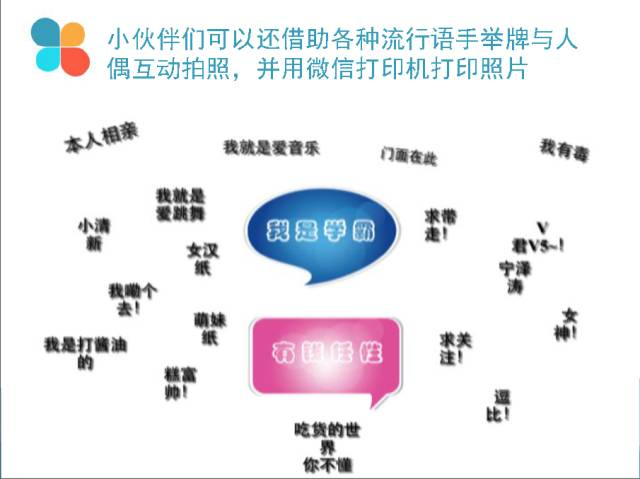 小伙伴们可以还借助各种流行语手举牌与人
偶互动拍照，并用微信打印机打印照片
本人相亲
我就是爱音乐
门面在此
我有毒
我就是
爱跳舞
小清
新
女汉
纸
我是学霸
求带
走！
V
君V5~！
宁泽
涛
我嘞个
去！
萌妹
纸
我是打酱油
的
糕富
帅！
有钱任性
求关
注！
女
神！
逗
比！
吃货的世
界
你不懂